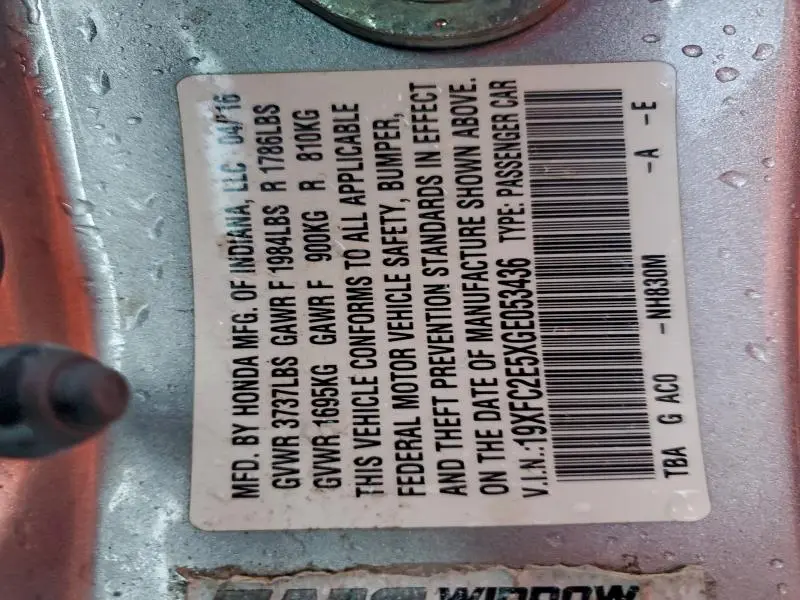 MFD. BY HONDA MFG. OF INDIANA, LLC 04/16
GVWR 3737LBS GAWR F 1984LBS R 1786LBS
GVWR 1695KG GAWR F 900KG R 810KG
THIS VEHICLE CONFORMS TO ALL APPLICABLE
FEDERAL MOTOR VEHICLE SAFETY, BUMPER,
AND THEFT PREVENTION STANDARDS IN EFFECT
ON THE DATE OF MANUFACTURE SHOWN ABOVE.
V.I.N.:19XFC2E5XGE053436 TYPE: PASSENGER CAR
TBA G AC0 -NH830M -A -E
WINDOW